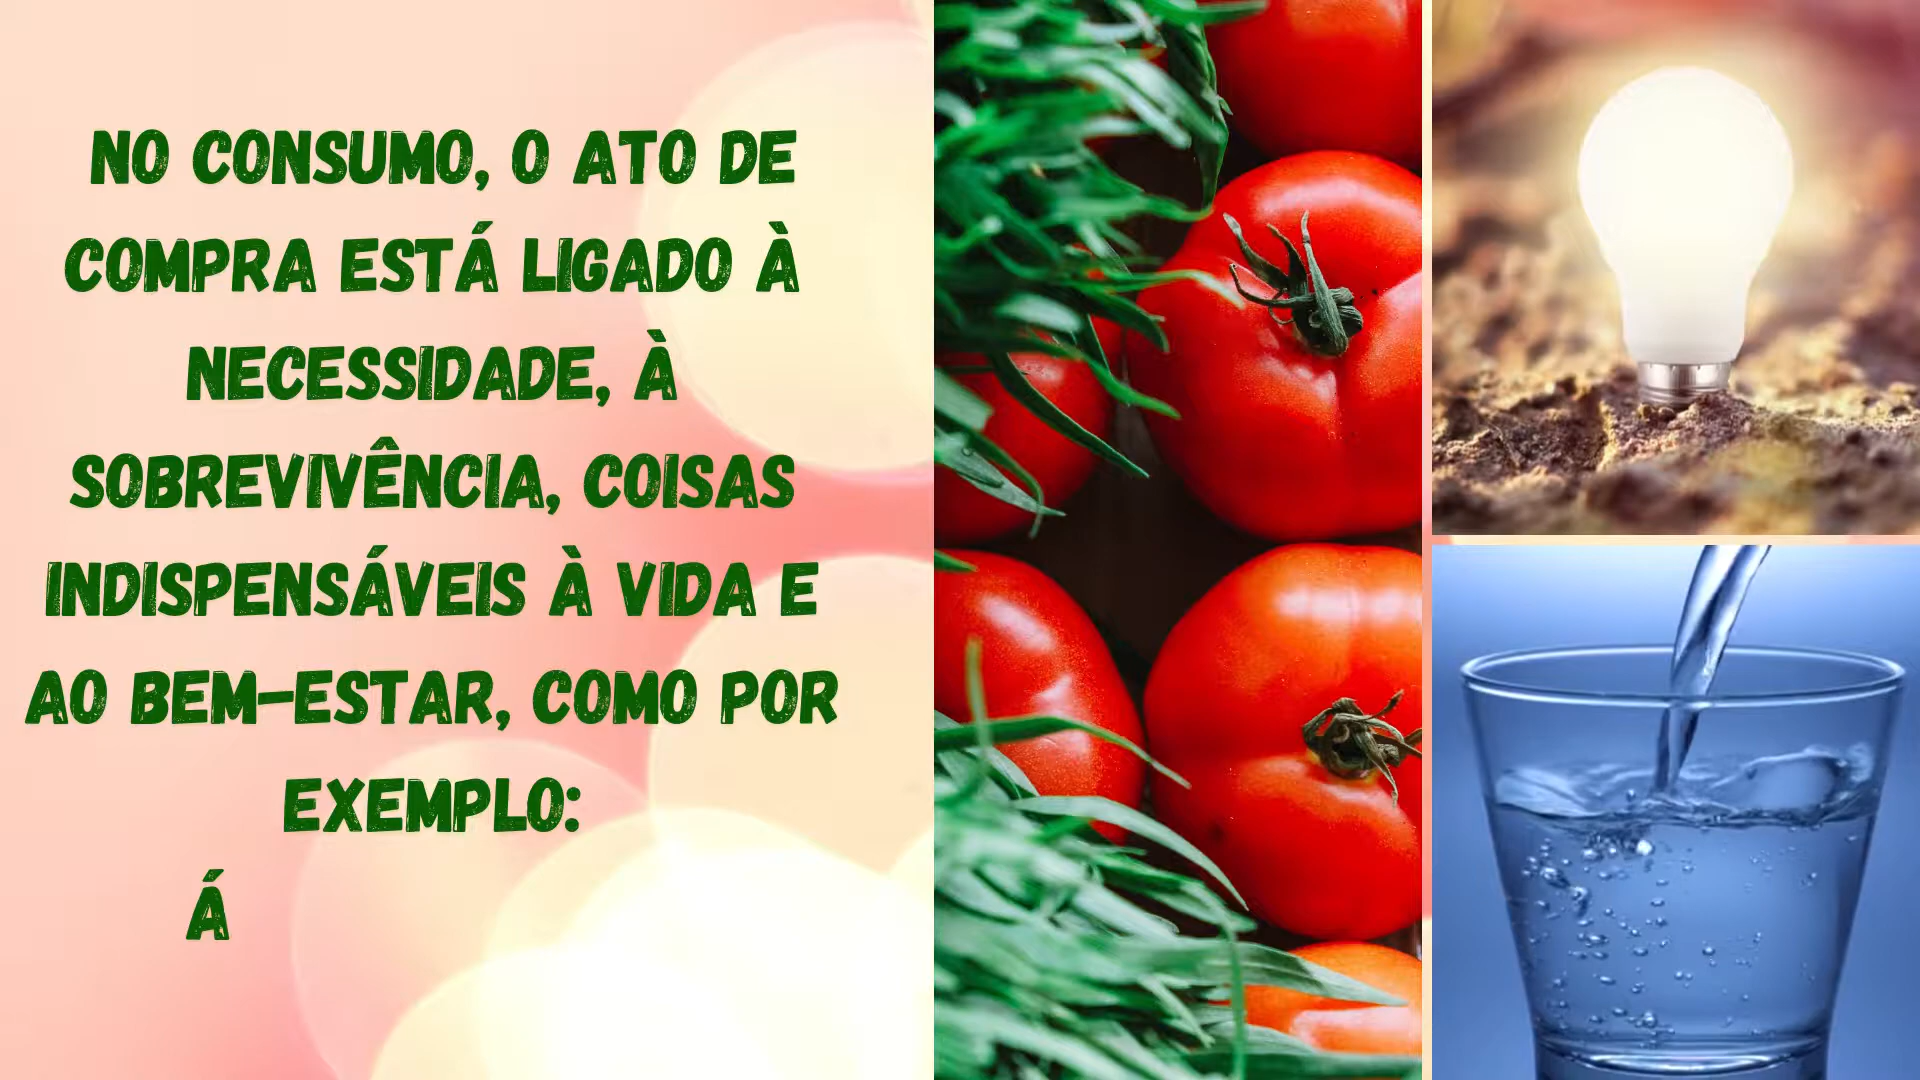 NO CONSUMO, O ATO DE
COMPRA ESTÁ LIGADO À
NECESSIDADE, À
SOBREVIVÊNCIA, COISAS
INDISPENSÁVEIS À VIDA E
AO BEM-ESTAR, COMO POR
EXEMPLO:
Á